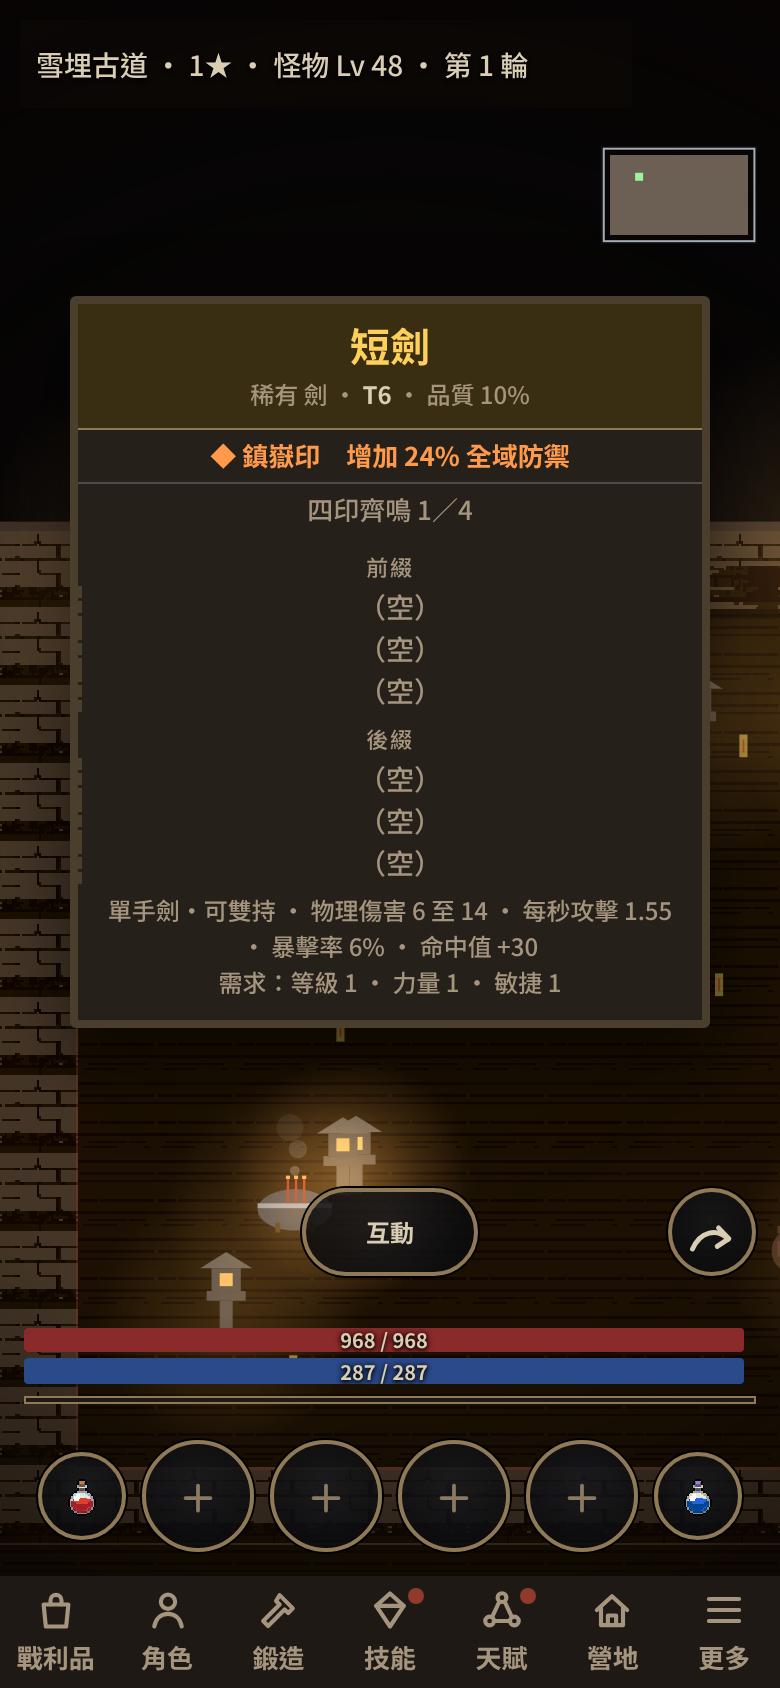 雪埋古道 · 1★ · 怪物 Lv 48 · 第 1 輪
短劍
稀有 劍 · T6 · 品質 10%
◆ 鎮嶽印　增加 24% 全域防禦
四印齊鳴 1／4
前綴
（空）
（空）
（空）
後綴
（空）
（空）
（空）
單手劍·可雙持 · 物理傷害 6 至 14 · 每秒攻擊 1.55
· 暴擊率 6% · 命中值 +30
需求：等級 1 · 力量 1 · 敏捷 1
互動
968 / 968
287 / 287
戰利品 角色 鍛造 技能 天賦 營地 更多